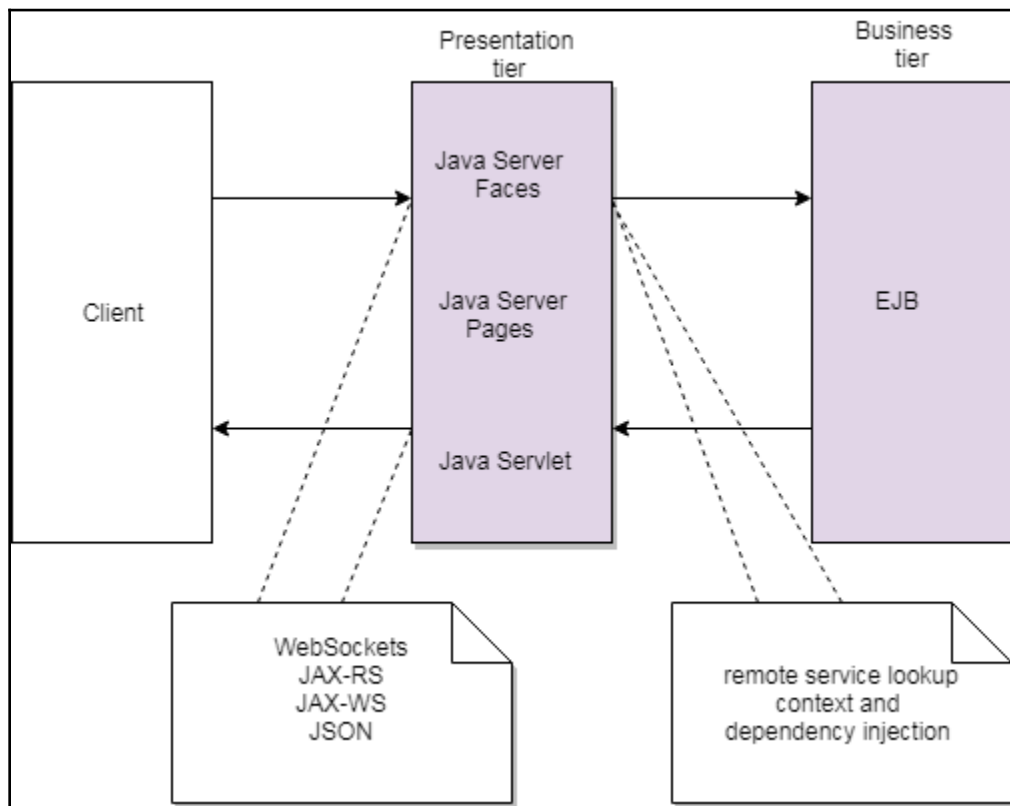 Presentation
tier
Business
tier
Java Server
Faces
Client
Java Server
Pages
EJB
Java Servlet
WebSockets
JAX-RS
JAX-WS
JSON
remote service lookup
context and
dependency injection